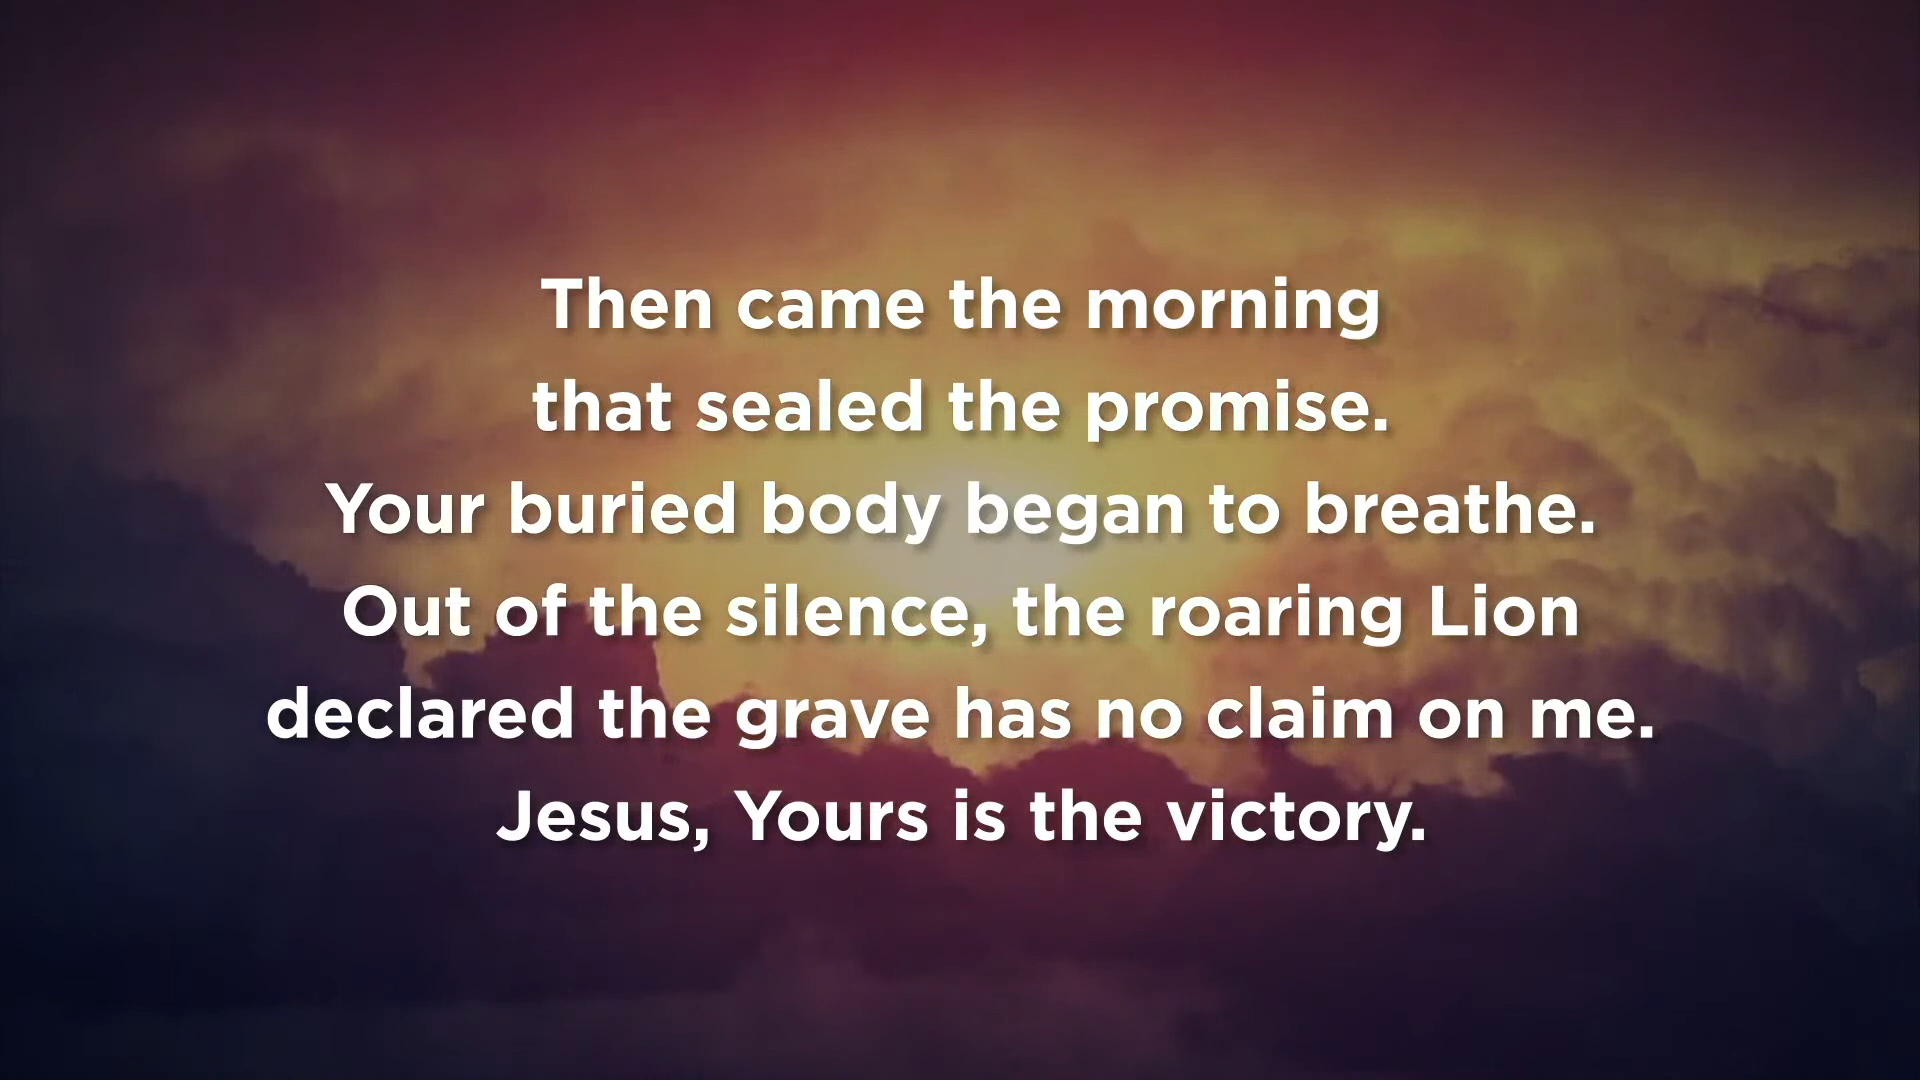 Then came the morning
that sealed the promise.
Your buried body began to breathe.
Out of the silence, the roaring Lion
declared the grave has no claim on me.
Jesus, Yours is the victory.